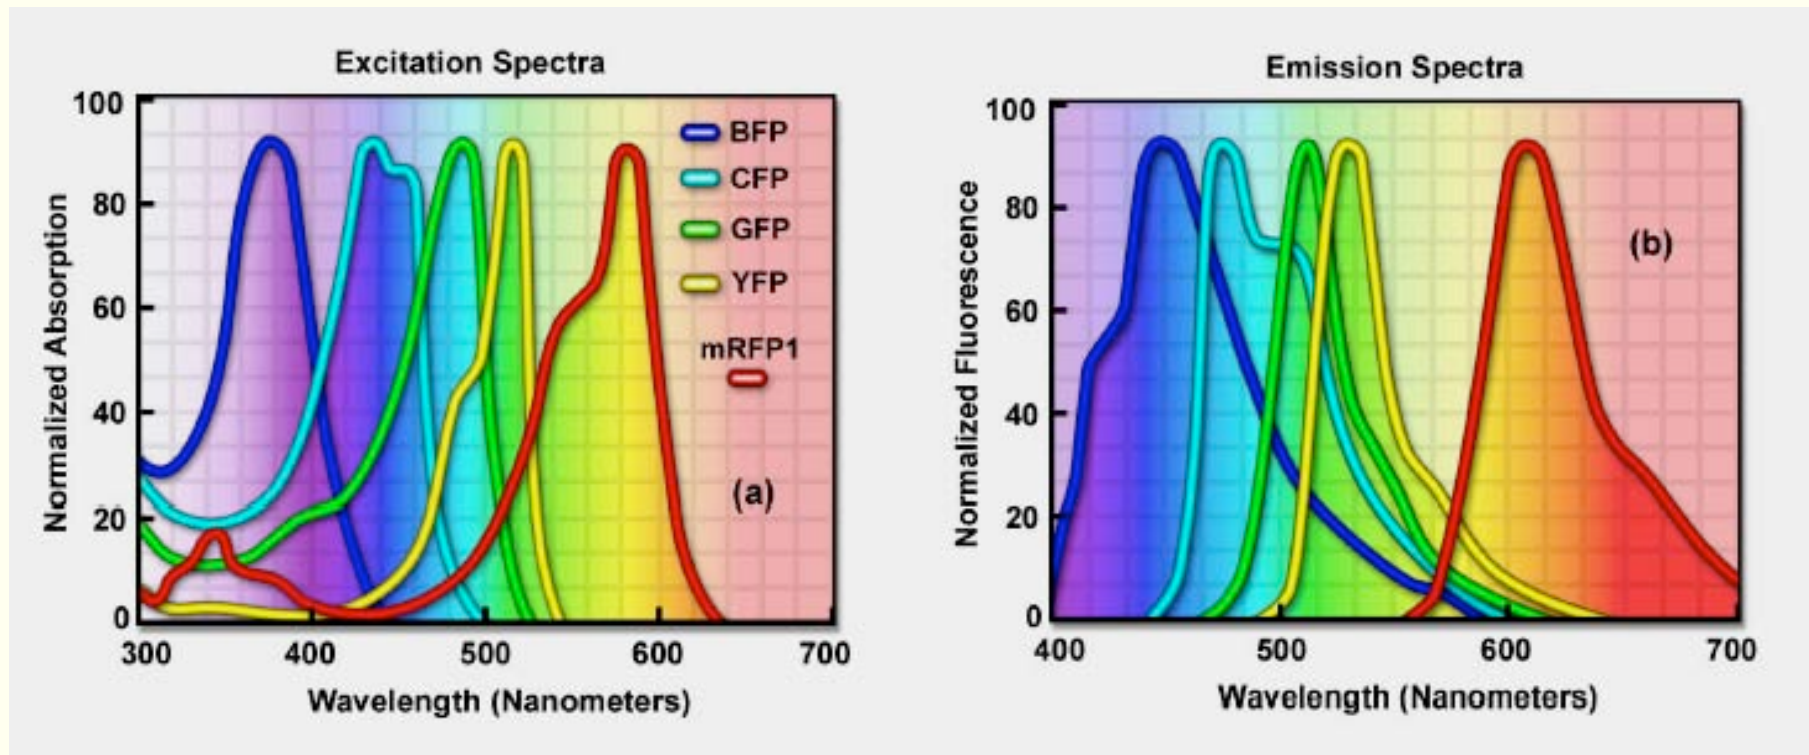 Excitation Spectra
100
80
60
40
20
0
Normalized Absorption
300 400 500 600 700
Wavelength (Nanometers)
BFP
CFP
GFP
YFP
mRFP1
(a)
Emission Spectra
100
80
60
40
20
0
Normalized Fluorescence
400 500 600 700
Wavelength (Nanometers)
(b)